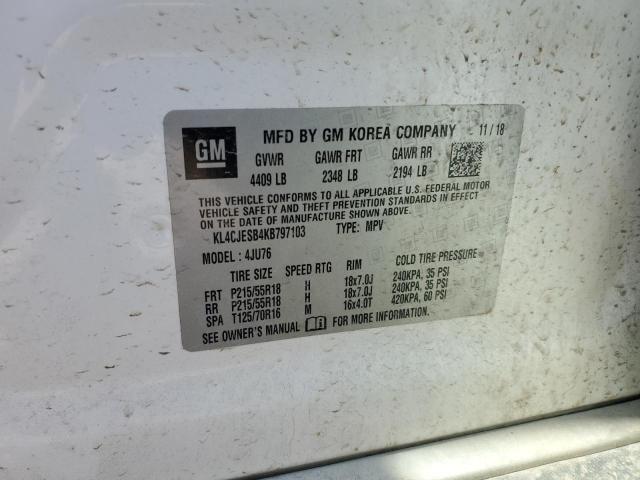 GM
MFD BY GM KOREA COMPANY 11/18
GVWR GAWR FRT GAWR RR
4409 LB 2348 LB 2194 LB
THIS VEHICLE CONFORMS TO ALL APPLICABLE U.S. FEDERAL MOTOR
VEHICLE SAFETY BUMPER, AND THEFT PREVENTION STANDARDS IN EFFECT
ON THE DATE OF MANUFACTURE SHOWN ABOVE.
KL4CJESB4KB797103 TYPE: MPV
MODEL : 4JU76
TIRE SIZE SPEED RTG RIM COLD TIRE PRESSURE
FRT P215/55R18 H 18x7.0J 240KPA, 35 PSI
RR P215/55R18 H 18x7.0J 240KPA, 35 PSI
SPA T125/70R16 M 16x4.0T 420KPA, 60 PSI
SEE OWNER'S MANUAL FOR MORE INFORMATION.